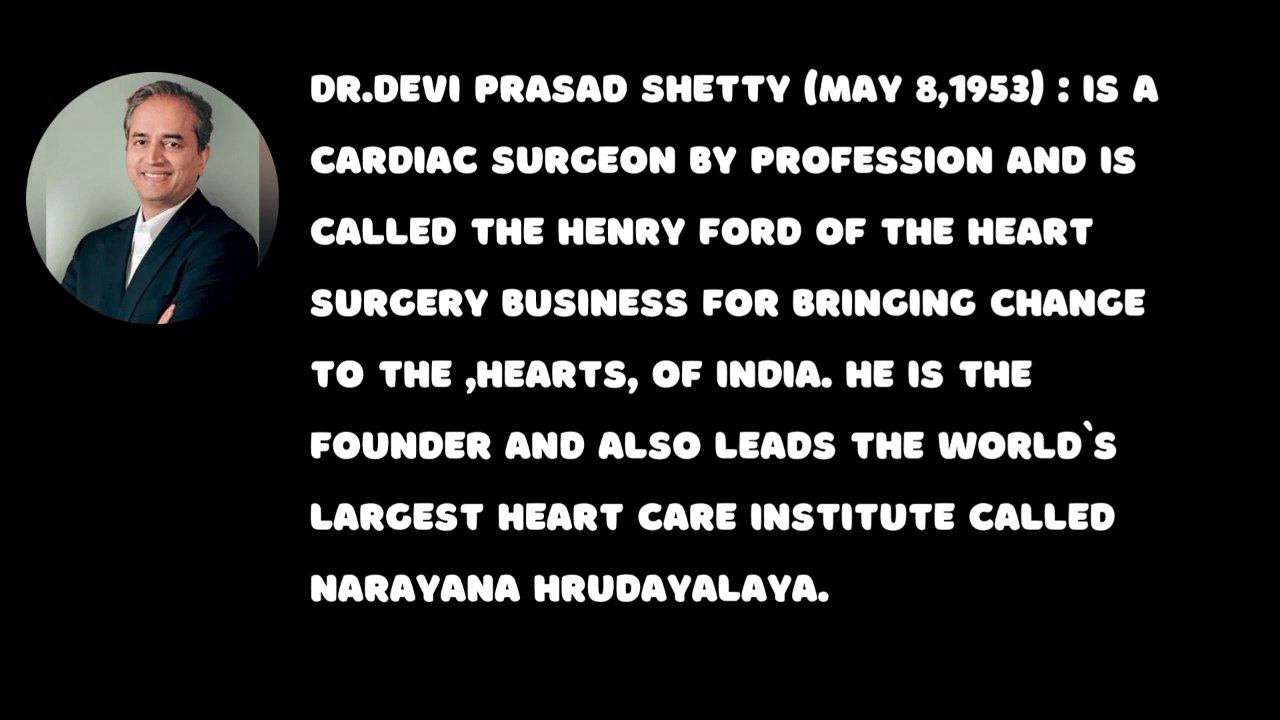 DR.DEVI PRASAD SHETTY (MAY 8,1953) : IS A
CARDIAC SURGEON BY PROFESSION AND IS
CALLED THE HENRY FORD OF THE HEART
SURGERY BUSINESS FOR BRINGING CHANGE
TO THE ,HEARTS, OF INDIA. HE IS THE
FOUNDER AND ALSO LEADS THE WORLD`S
LARGEST HEART CARE INSTITUTE CALLED
NARAYANA HRUDAYALAYA.